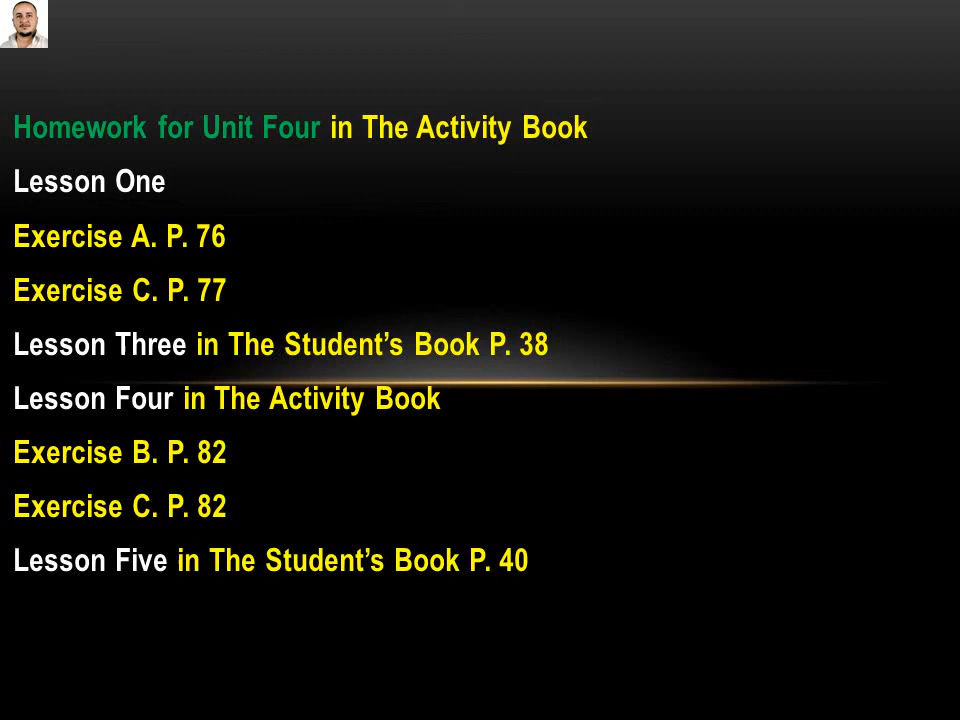 Homework for Unit Four in The Activity Book
Lesson One
Exercise A. P. 76
Exercise C. P. 77
Lesson Three in The Student’s Book P. 38
Lesson Four in The Activity Book
Exercise B. P. 82
Exercise C. P. 82
Lesson Five in The Student’s Book P. 40